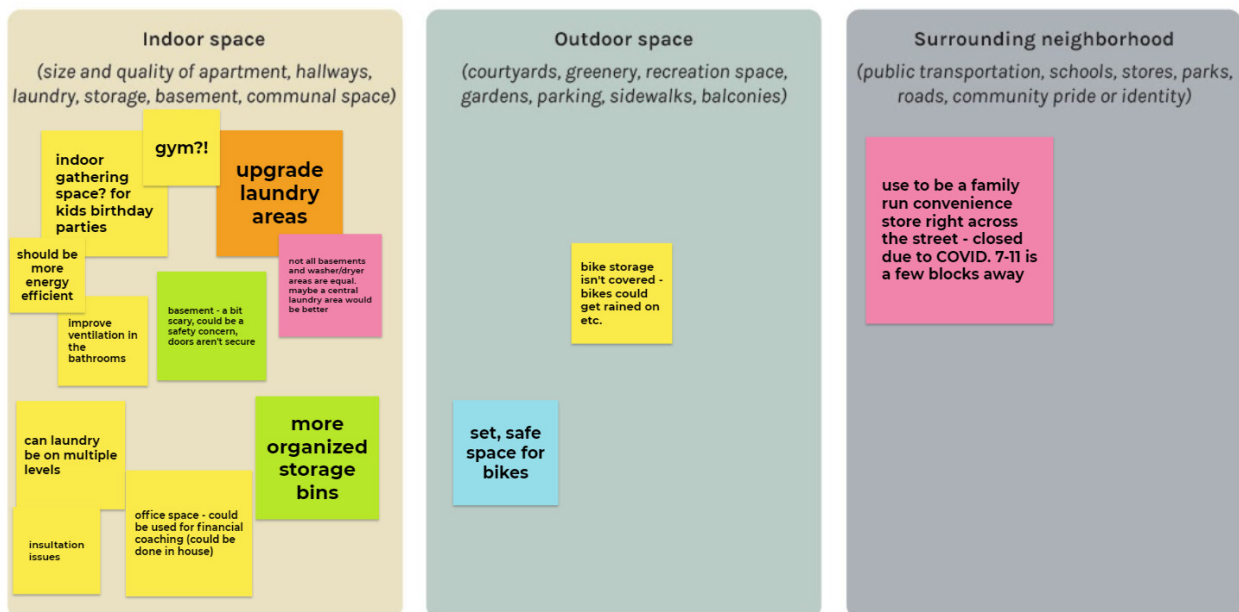 Indoor space
(size and quality of apartment, hallways,
laundry, storage, basement, communal space)
gym?!
indoor
gathering
space? for
kids birthday
parties
upgrade
laundry
areas
should be
more
energy
efficient
not all basements
and washer/dryer
areas are equal. maybe a central
laundry area would
be better
improve
ventilation in
the
bathrooms
basement - a bit
scary, could be a
safety concern,
doors aren't secure
can laundry
be on multiple
levels
more
organized
storage
bins
office space - could
be used for financial
coaching (could be
done in house)
insultation
issues
Outdoor space
(courtyards, greenery, recreation space,
gardens, parking, sidewalks, balconies)
bike storage
isn't covered -
bikes could
get rained on
etc.
set, safe
space for
bikes
Surrounding neighborhood
(public transportation, schools, stores, parks,
roads, community pride or identity)
use to be a family
run convenience
store right across
the street - closed
due to COVID. 7-11 is
a few blocks away